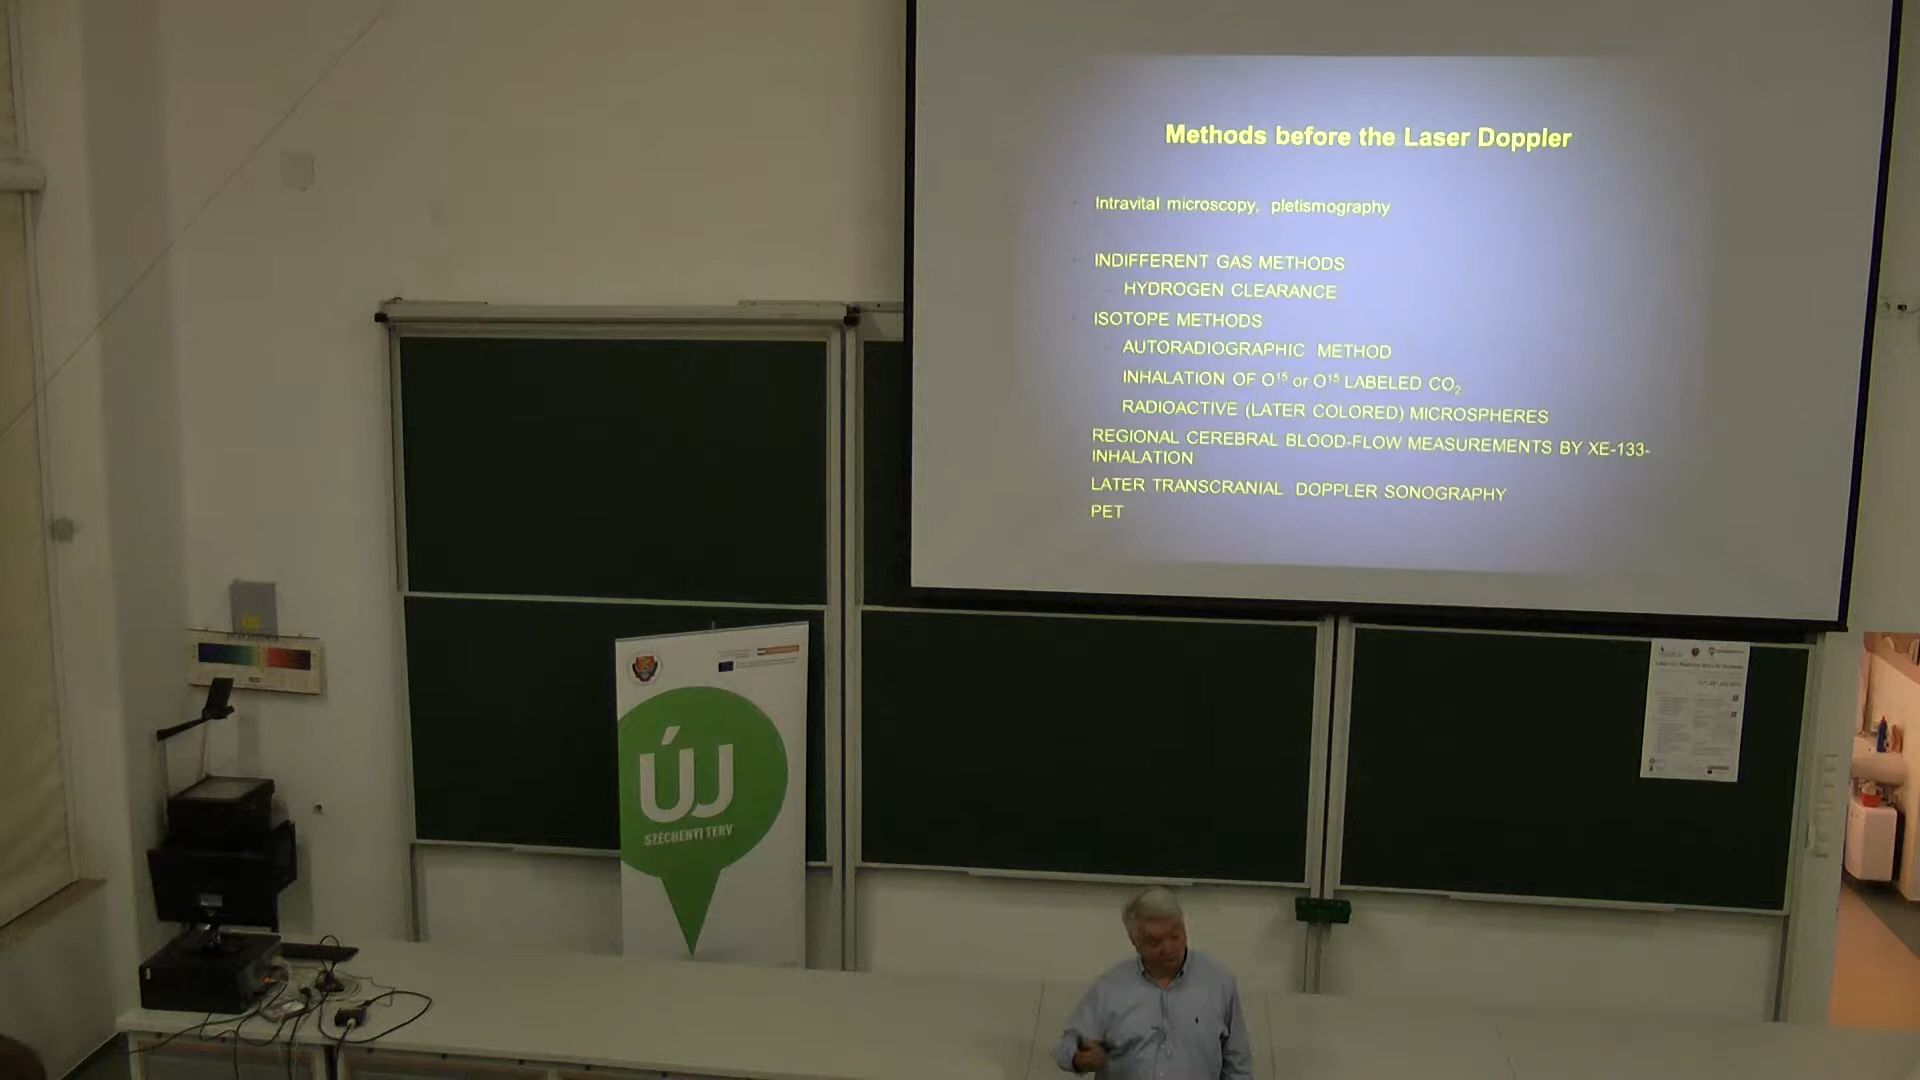 Methods before the Laser Doppler
Intravital microscopy, pletismography
INDIFFERENT GAS METHODS
HYDROGEN CLEARANCE
ISOTOPE METHODS
AUTORADIOGRAPHIC METHOD
INHALATION OF O¹⁵ or O¹⁵ LABELED CO₂
RADIOACTIVE (LATER COLORED) MICROSPHERES
REGIONAL CEREBRAL BLOOD-FLOW MEASUREMENTS BY XE-133-
INHALATION
LATER TRANSCRANIAL DOPPLER SONOGRAPHY
PET
ÚJ
SZÉCHENYI TERV